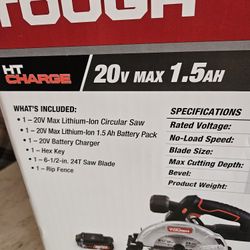 TOUGH
HT
CHARGE
20V MAX 1.5AH
WHAT'S INCLUDED:
• 1 – 20V Max Lithium-Ion Circular Saw
• 1 – 20V Max Lithium-Ion 1.5 Ah Battery Pack
• 1 – 20V Battery Charger
• 1 – Hex Key
• 1 – 6-1/2-in. 24T Saw Blade
• 1 – Rip Fence
SPECIFICATIONS
Rated Voltage:
No-Load Speed:
Blade Size:
Max Cutting Depth:
Bevel:
Product Weight: